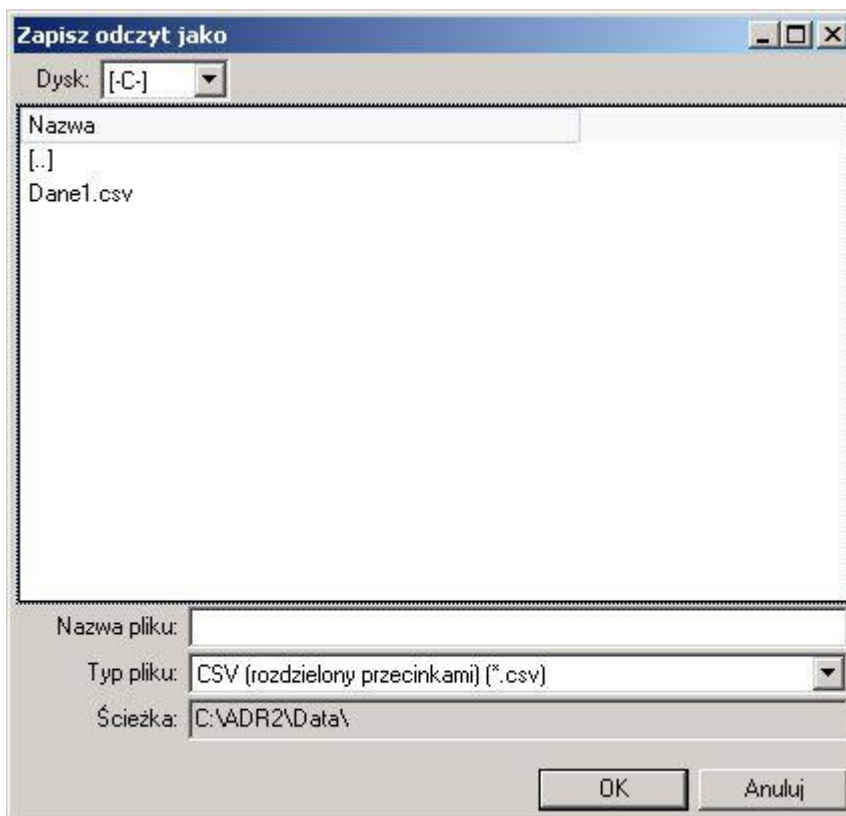 Zapisz odczyt jako
Dysk: [-C-]
Nazwa
[..]
Dane1.csv
Nazwa pliku:
Typ pliku: CSV (rozdzielony przecinkami) (*.csv)
Ścieżka: C:\ADR2\Data\
OK Anuluj